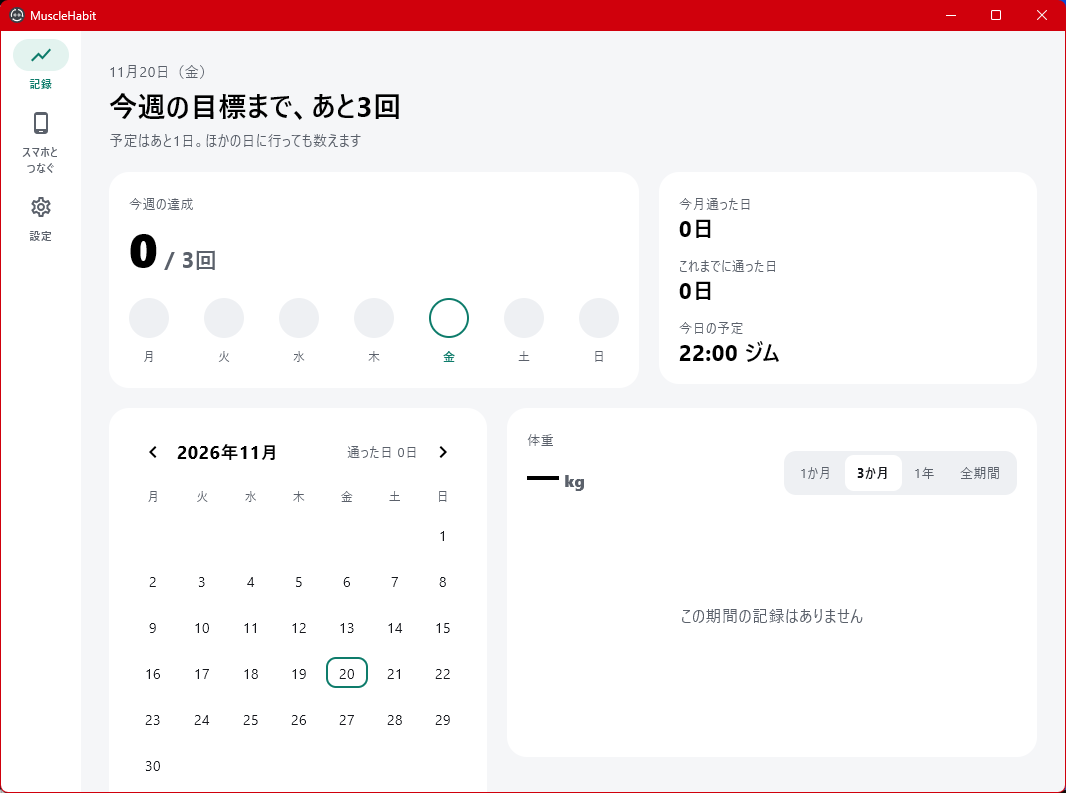 MuscleHabit
記録
スマホと
つなぐ
設定
11月20日（金）
今週の目標まで、あと3回
予定はあと1日。ほかの日に行っても数えます
今週の達成
0 / 3回
月 火 水 木 金 土 日
今月通った日
0日
これまでに通った日
0日
今日の予定
22:00 ジム
2026年11月 通った日 0日
月 火 水 木 金 土 日
1
2 3 4 5 6 7 8
9 10 11 12 13 14 15
16 17 18 19 20 21 22
23 24 25 26 27 28 29
30
体重
— kg
1か月 3か月 1年 全期間
この期間の記録はありません